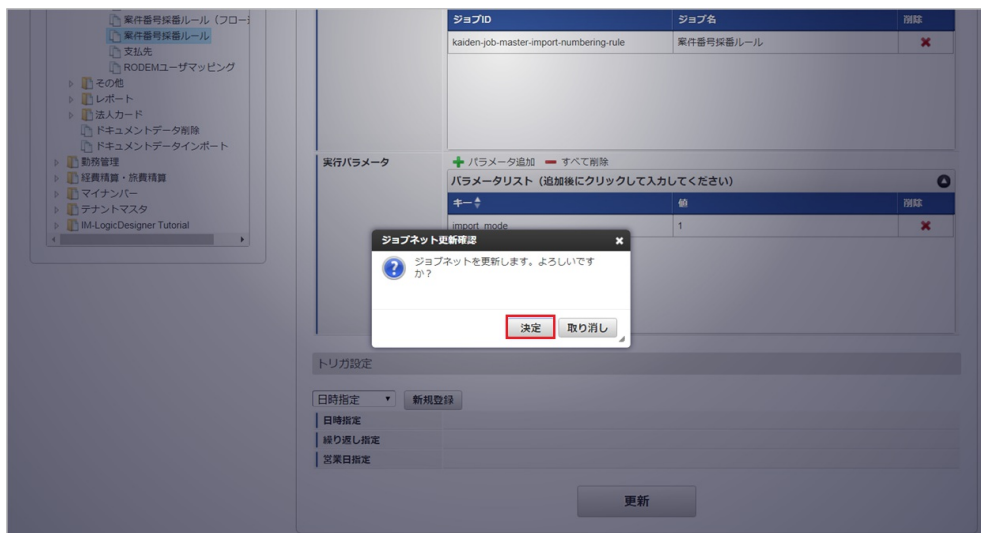 案件番号採番ルール（フロー
案件番号採番ルール
支払先
RODEMユーザマッピング
その他
レポート
法人カード
ドキュメントデータ削除
ドキュメントデータインポート
勤務管理
経費精算・旅費精算
マイナンバー
テナントマスタ
IM-LogicDesigner Tutorial
ジョブID ジョブ名 削除
kaiden-job-master-import-numbering-rule 案件番号採番ルール
実行パラメータ
パラメータ追加 すべて削除
パラメータリスト（追加後にクリックして入力してください）
キー 値 削除
import_mode 1
ジョブネット更新確認
ジョブネットを更新します。よろしいです
か？
決定 取り消し
トリガ設定
日時指定 新規登録
日時指定
繰り返し指定
営業日指定
更新